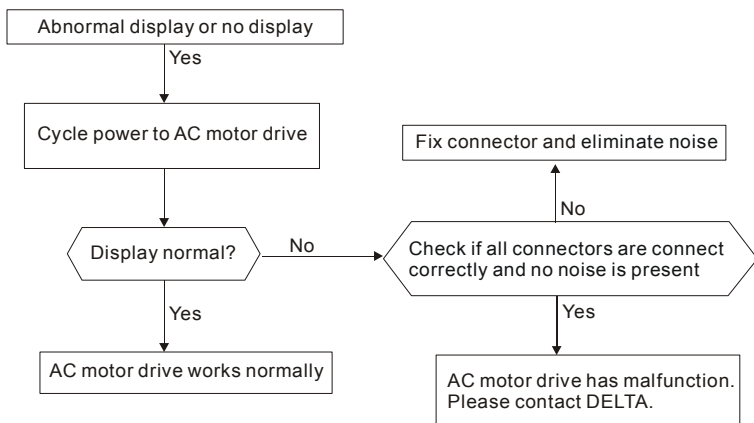 Abnormal display or no display
Yes
Cycle power to AC motor drive
Fix connector and eliminate noise
No
Display normal?
No
Check if all connectors are connect
correctly and no noise is present
Yes
Yes
AC motor drive works normally
AC motor drive has malfunction.
Please contact DELTA.